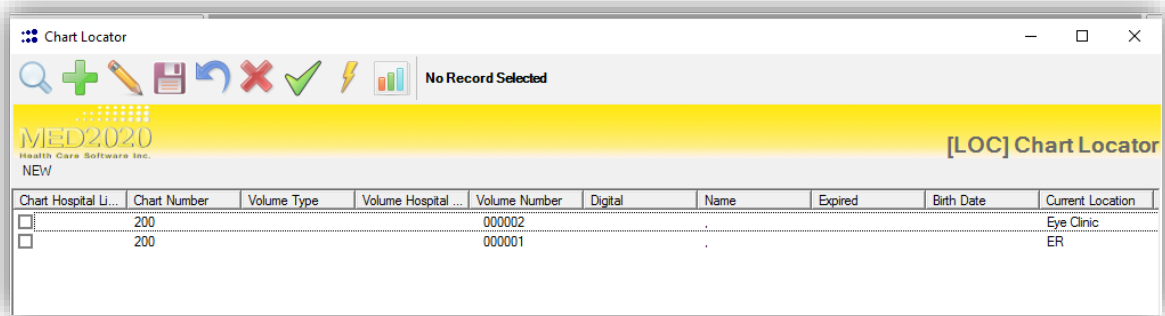 Chart Locator
No Record Selected
MED2020
Health Care Software Inc.
[LOC] Chart Locator
NEW
Chart Hospital Li... Chart Number Volume Type Volume Hospital ... Volume Number Digital Name Expired Birth Date Current Location
200 000002 , Eye Clinic
200 000001 , ER